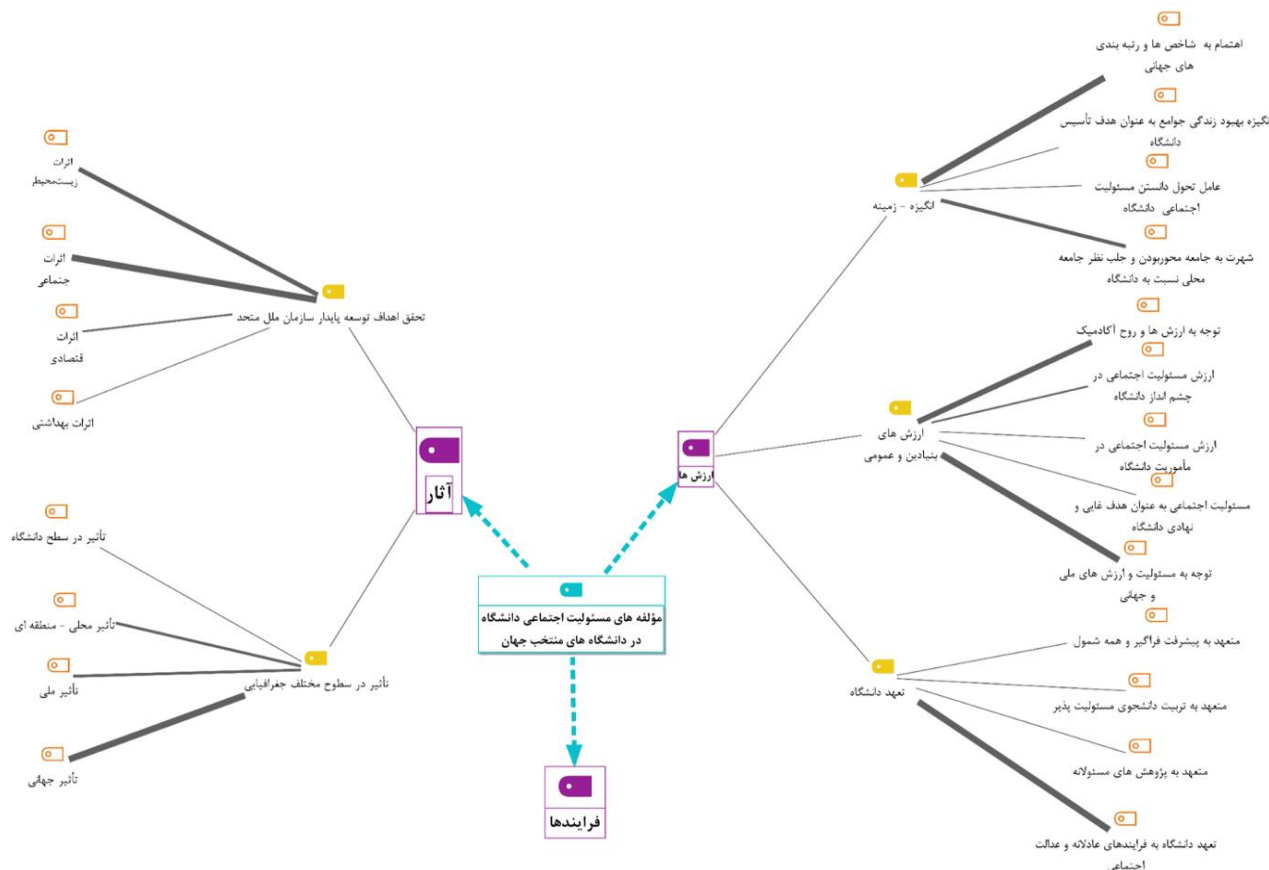 اهتمام به شاخص ها و رتبه بندی
های جهانی
نگیزه بهبود زندگی جوامع به عنوان هدف تأسیس
دانشگاه
عامل تحول دانستن مسئولیت
اجتماعی دانشگاه
شهرت به جامعه محوربودن و جلب نظر جامعه
محلی نسبت به دانشگاه
انگیزه - زمینه
توجه به ارزش ها و روح آکادمیک
ارزش مسئولیت اجتماعی در
چشم انداز دانشگاه
ارزش مسئولیت اجتماعی در
مأموریت دانشگاه
مسئولیت اجتماعی به عنوان هدف غایی و
نهادی دانشگاه
توجه به مسئولیت و ارزش های ملی
و جهانی
ارزش های
بنیادین و عمومی
متعهد به پیشرفت فراگیر و همه شمول
متعهد به تربیت دانشجوی مسئولیت پذیر
متعهد به پژوهش های مسئولانه
تعهد دانشگاه به فرایندهای عادلانه و عدالت
اجتماعی
تعهد دانشگاه
ارزش ها
مؤلفه های مسئولیت اجتماعی دانشگاه
در دانشگاه های منتخب جهان
فرایندها
آثار
تحقق اهداف توسعه پایدار سازمان ملل متحد
اثرات
زیست‌محیطر
اثرات
جتماعی
اثرات
قتصادی
اثرات بهداشتی
تأثیر در سطوح مختلف جغرافیایی
تأثیر در سطح دانشگاه
تأثیر محلی - منطقه ای
تأثیر ملی
تأثیر جهانی